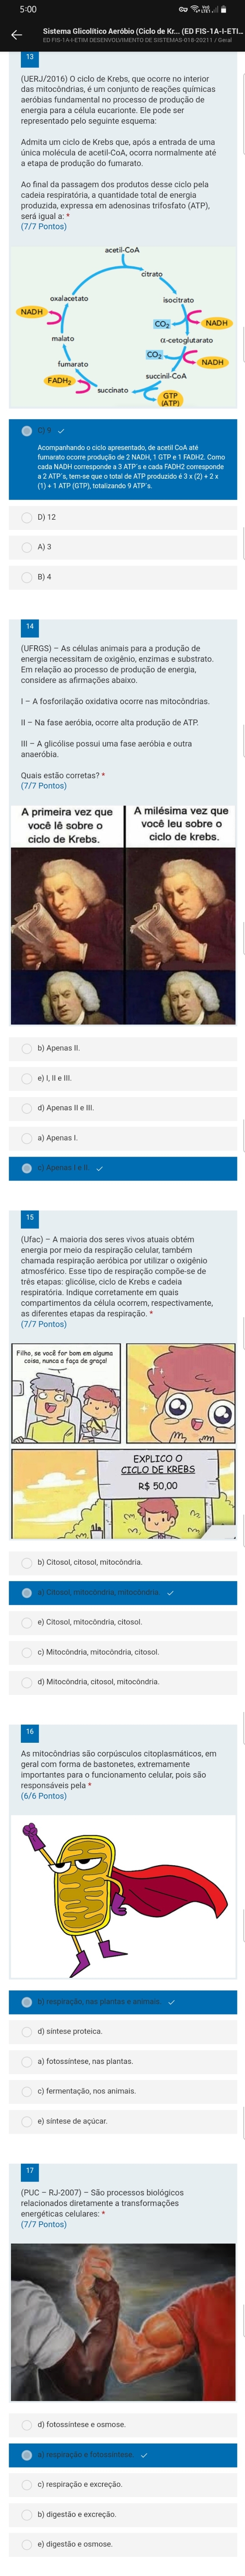 5:00
Sistema Glicolítico Aeróbio (Ciclo de Kr... (ED FIS-1A-I-ETI...
ED FIS-1A-I-ETIM DESENVOLVIMENTO DE SISTEMAS-018-20211 / Geral
13
(UERJ/2016) O ciclo de Krebs, que ocorre no interior
das mitocôndrias, é um conjunto de reações químicas
aeróbias fundamental no processo de produção de
energia para a célula eucarionte. Ele pode ser
representado pelo seguinte esquema:
Admita um ciclo de Krebs que, após a entrada de uma
única molécula de acetil-CoA, ocorra normalmente até
a etapa de produção do fumarato.
Ao final da passagem dos produtos desse ciclo pela
cadeia respiratória, a quantidade total de energia
produzida, expressa em adenosinas trifosfato (ATP),
será igual a: *
(7/7 Pontos)
acetil-CoA
citrato
oxalacetato
isocitrato
NADH
CO2
NADH
malato
α-cetoglutarato
CO2
NADH
fumarato
succinil-CoA
FADH2
succinato
GTP
(ATP)
C) 9
Acompanhando o ciclo apresentado, de acetil CoA até
fumarato ocorre produção de 2 NADH, 1 GTP e 1 FADH2. Como
cada NADH corresponde a 3 ATP´s e cada FADH2 corresponde
a 2 ATP´s, tem-se que o total de ATP produzido é 3 x (2) + 2 x
(1) + 1 ATP (GTP), totalizando 9 ATP´s.
D) 12
A) 3
B) 4
14
(UFRGS) – As células animais para a produção de
energia necessitam de oxigênio, enzimas e substrato.
Em relação ao processo de produção de energia,
considere as afirmações abaixo.
I – A fosforilação oxidativa ocorre nas mitocôndrias.
II – Na fase aeróbia, ocorre alta produção de ATP.
III – A glicólise possui uma fase aeróbia e outra
anaeróbia.
Quais estão corretas? *
(7/7 Pontos)
A primeira vez que
você lê sobre o
ciclo de Krebs.
A milésima vez que
você leu sobre o
ciclo de krebs.
b) Apenas II.
e) I, II e III.
d) Apenas II e III.
a) Apenas I.
c) Apenas I e II.
15
(Ufac) – A maioria dos seres vivos atuais obtém
energia por meio da respiração celular, também
chamada respiração aeróbica por utilizar o oxigênio
atmosférico. Esse tipo de respiração compõe-se de
três etapas: glicólise, ciclo de Krebs e cadeia
respiratória. Indique corretamente em quais
compartimentos da célula ocorrem, respectivamente,
as diferentes etapas da respiração. *
(7/7 Pontos)
Filho, se você for bom em alguma
coisa, nunca a faça de graça!
EXPLICO O
CICLO DE KREBS
R$ 50,00
b) Citosol, citosol, mitocôndria.
a) Citosol, mitocôndria, mitocôndria.
e) Citosol, mitocôndria, citosol.
c) Mitocôndria, mitocôndria, citosol.
d) Mitocôndria, citosol, mitocôndria.
16
As mitocôndrias são corpúsculos citoplasmáticos, em
geral com forma de bastonetes, extremamente
importantes para o funcionamento celular, pois são
responsáveis pela *
(6/6 Pontos)
b) respiração, nas plantas e animais.
d) síntese proteica.
a) fotossíntese, nas plantas.
c) fermentação, nos animais.
e) síntese de açúcar.
17
(PUC – RJ-2007) – São processos biológicos
relacionados diretamente a transformações
energéticas celulares: *
(7/7 Pontos)
d) fotossíntese e osmose.
a) respiração e fotossíntese.
c) respiração e excreção.
b) digestão e excreção.
e) digestão e osmose.